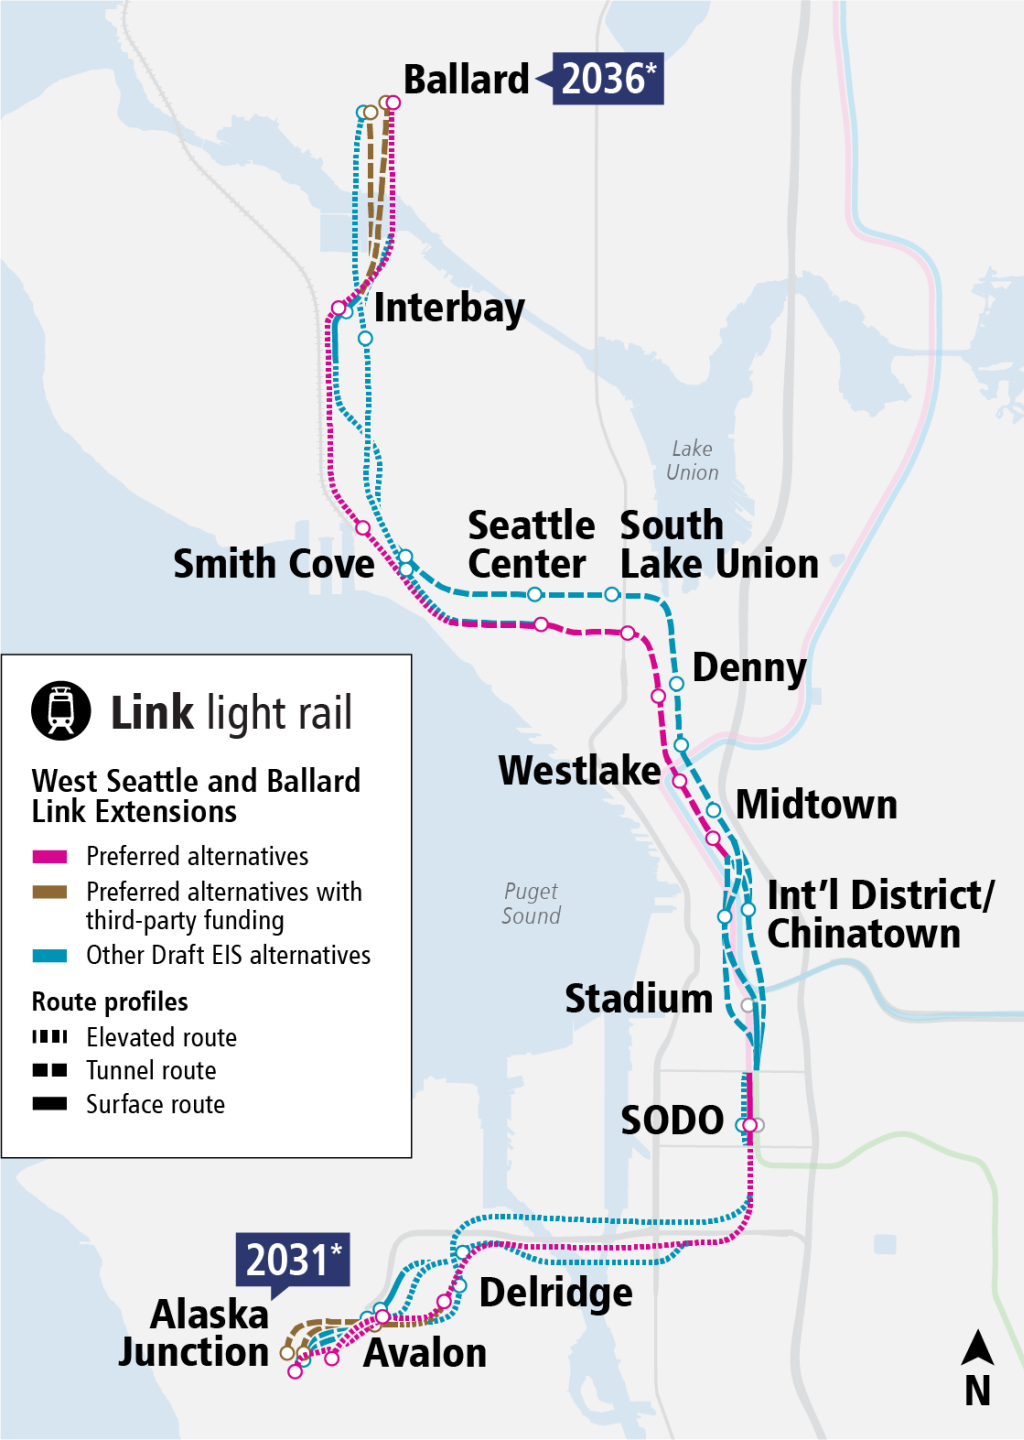 Ballard
2036*
Interbay
Lake
Union
Seattle
Center
South
Lake Union
Smith Cove
Denny
Link light rail
West Seattle and Ballard
Link Extensions
Preferred alternatives
Preferred alternatives with
third-party funding
Other Draft EIS alternatives
Route profiles
Elevated route
Tunnel route
Surface route
Westlake
Midtown
Puget
Sound
Int’l District/
Chinatown
Stadium
SODO
2031*
Delridge
Alaska
Junction
Avalon
N